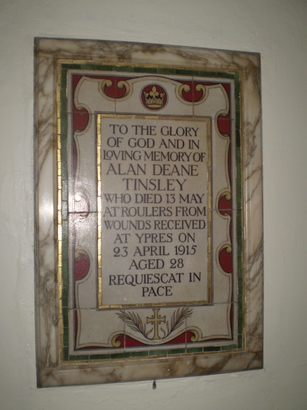 TO THE GLORY
OF GOD AND IN
LOVING MEMORY OF
ALAN DEANE
TINSLEY
WHO DIED 13 MAY
AT ROULERS FROM
WOUNDS RECEIVED
AT YPRES ON
23 APRIL 1915
AGED 28
REQUIESCAT IN
PACE